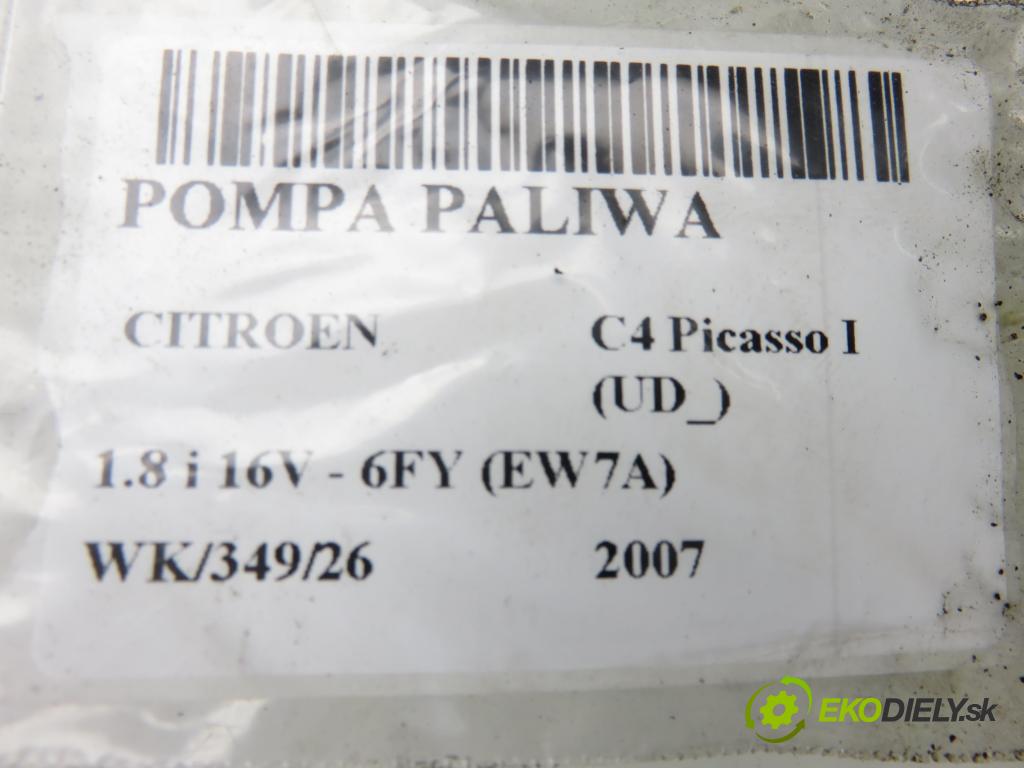 POMPA PALIWA
CITROEN C4 Picasso I
(UD_)
1.8 i 16V - 6FY (EW7A)
WK/349/26 2007
EKODIELY.sk